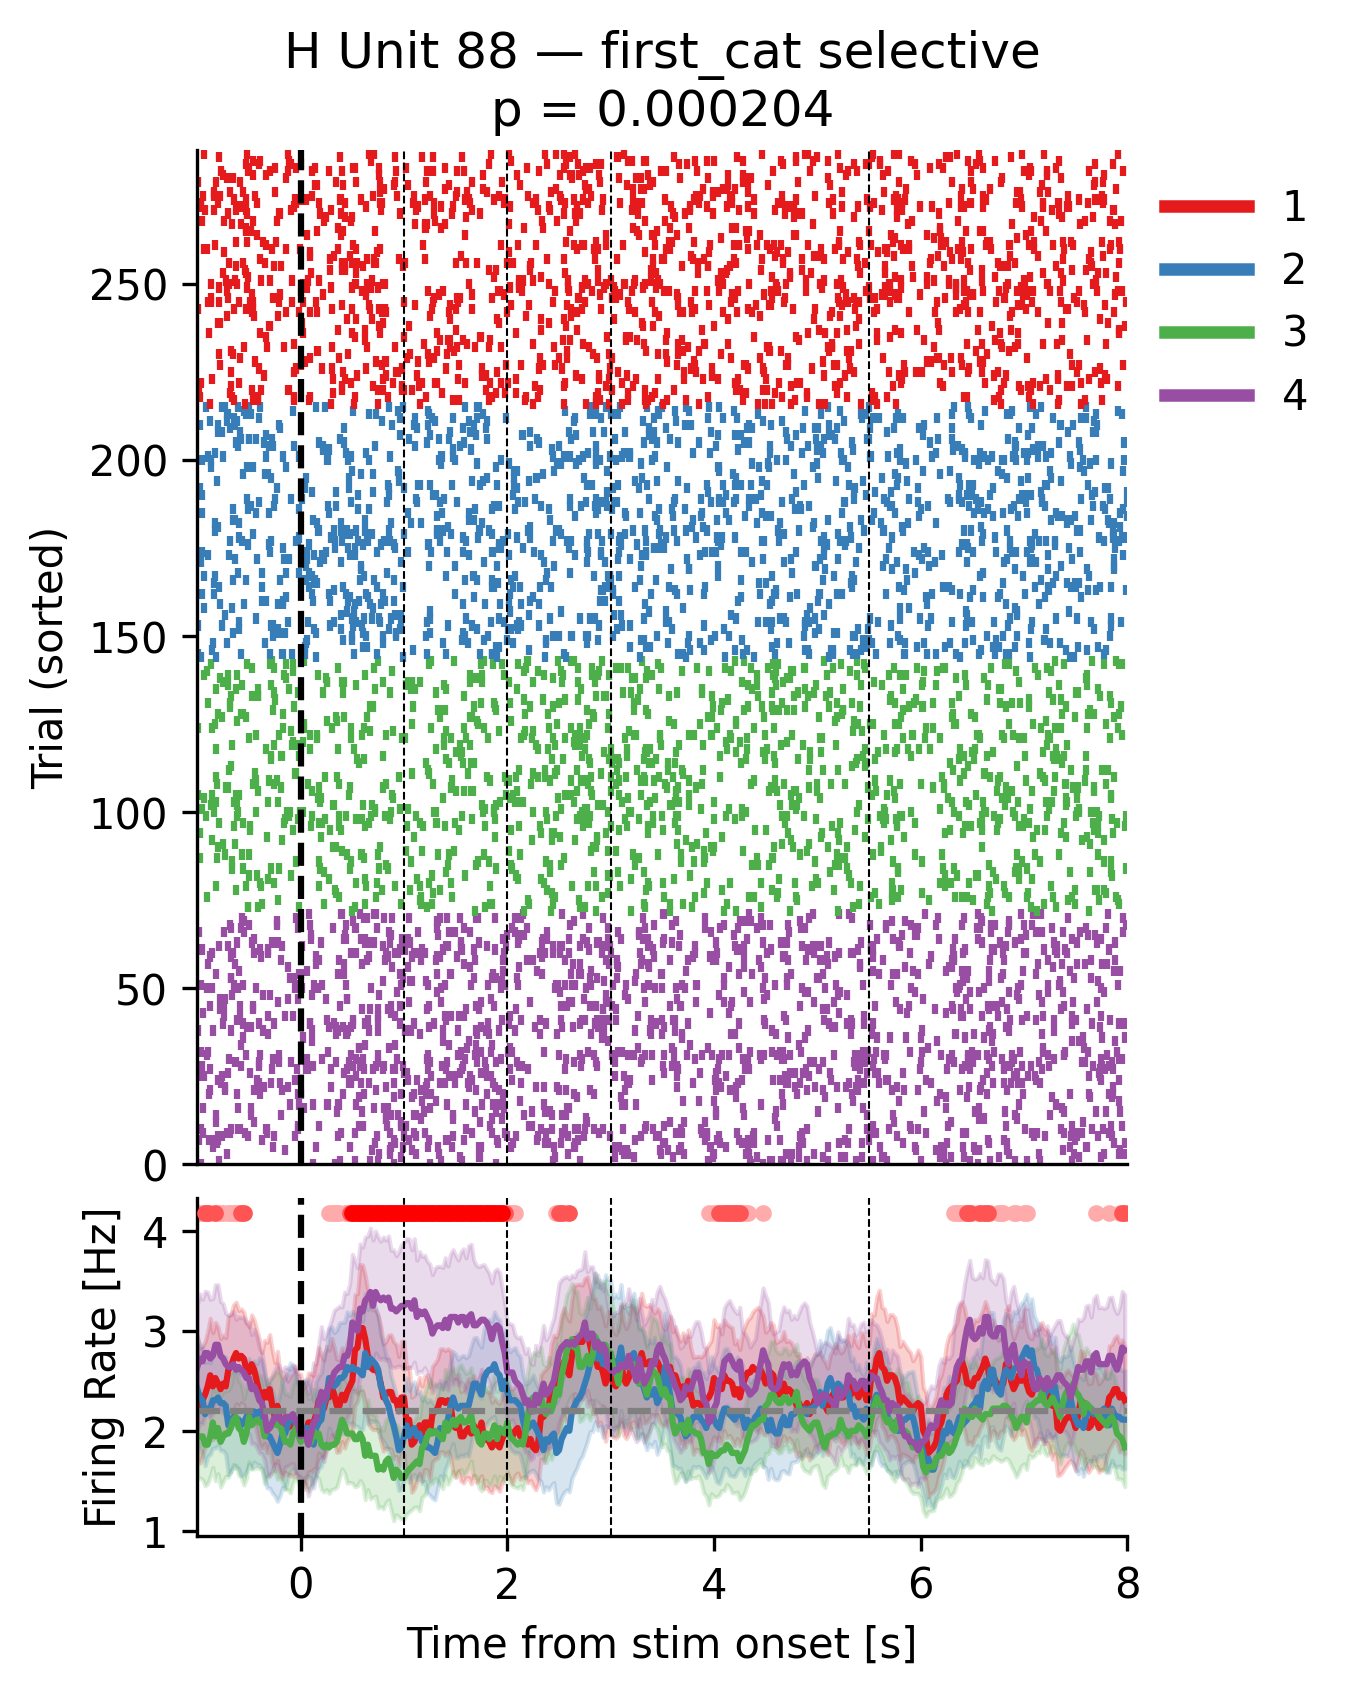 H Unit 88 — first_cat selective
p = 0.000204
1
2
3
4
250
200
150
100
50
0
Trial (sorted)
4
3
2
1
Firing Rate [Hz]
0 2 4 6 8
Time from stim onset [s]